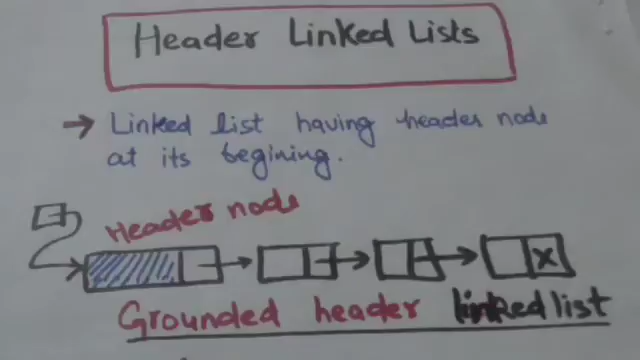 Header Linked Lists
→ Linked list having header node
at its begining.
Header node
X
Grounded header linked list